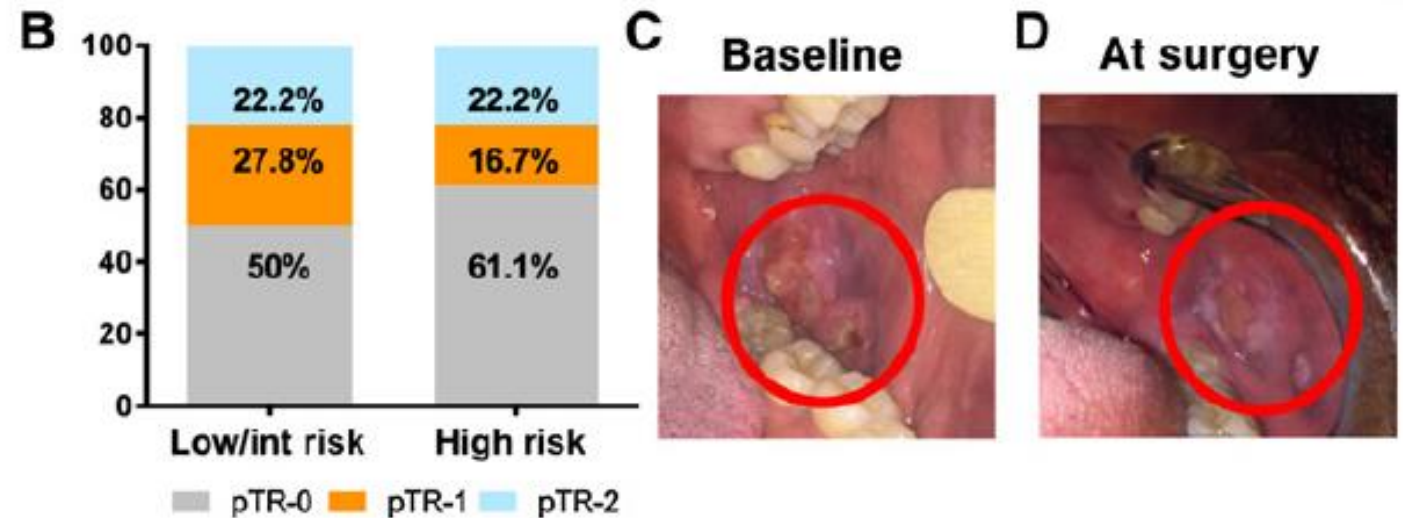 B
100
80
60
40
20
0
22.2%
27.8%
50%
22.2%
16.7%
61.1%
Low/int risk
High risk
pTR-0 pTR-1 pTR-2
C
Baseline
D
At surgery